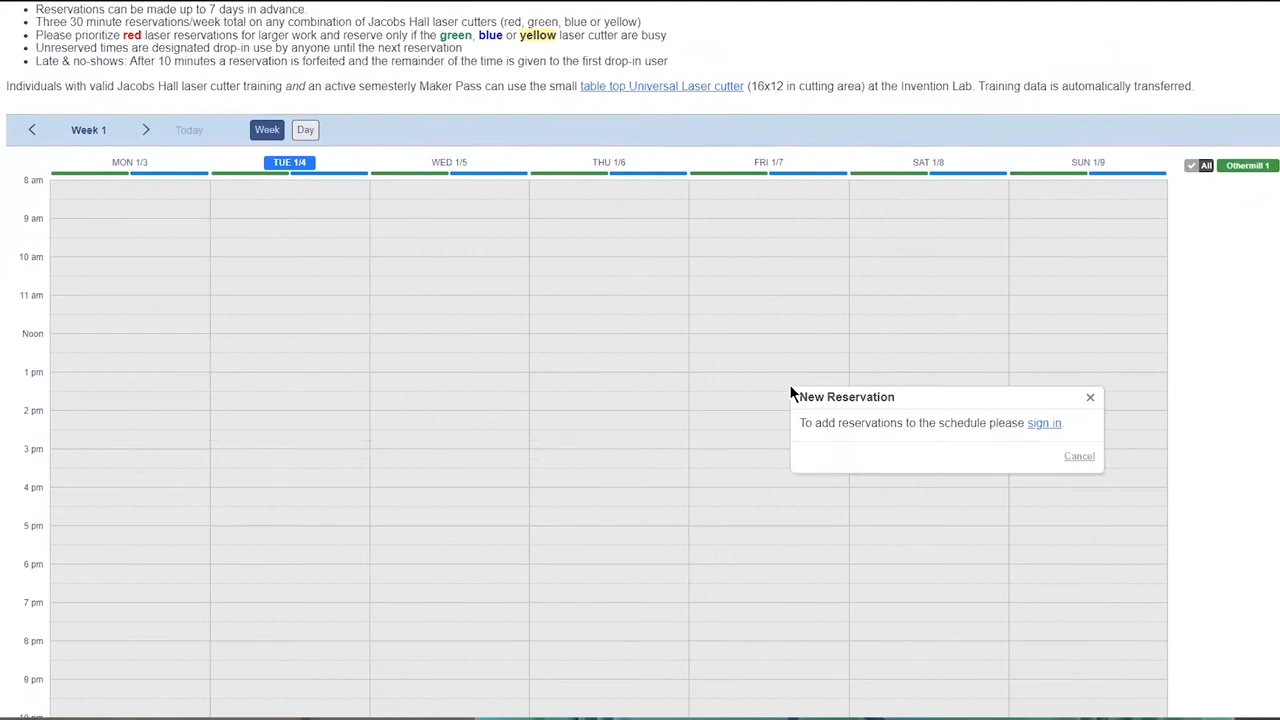 Reservations can be made up to 7 days in advance.
Three 30 minute reservations/week total on any combination of Jacobs Hall laser cutters (red, green, blue or yellow)
Please prioritize red laser reservations for larger work and reserve only if the green, blue or yellow laser cutter are busy
Unreserved times are designated drop-in use by anyone until the next reservation
Late & no-shows: After 10 minutes a reservation is forfeited and the remainder of the time is given to the first drop-in user
Individuals with valid Jacobs Hall laser cutter training and an active semesterly Maker Pass can use the small table top Universal Laser cutter (16x12 in cutting area) at the Invention Lab. Training data is automatically transferred.
Week 1 Today Week Day
MON 1/3 TUE 1/4 WED 1/5 THU 1/6 FRI 1/7 SAT 1/8 SUN 1/9 All Othermill 1
8 am
9 am
10 am
11 am
Noon
1 pm
2 pm
3 pm
4 pm
5 pm
6 pm
7 pm
8 pm
9 pm
10 pm
New Reservation
To add reservations to the schedule please sign in.
Cancel